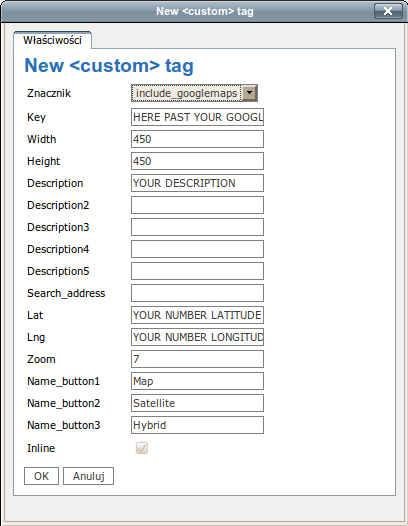 New <custom> tag
Właściwości
New <custom> tag
Znacznik include_googlemaps
Key HERE PAST YOUR GOOGL
Width 450
Height 450
Description YOUR DESCRIPTION
Description2
Description3
Description4
Description5
Search_address
Lat YOUR NUMBER LATITUDE
Lng YOUR NUMBER LONGITUD
Zoom 7
Name_button1 Map
Name_button2 Satellite
Name_button3 Hybrid
Inline
OK Anuluj